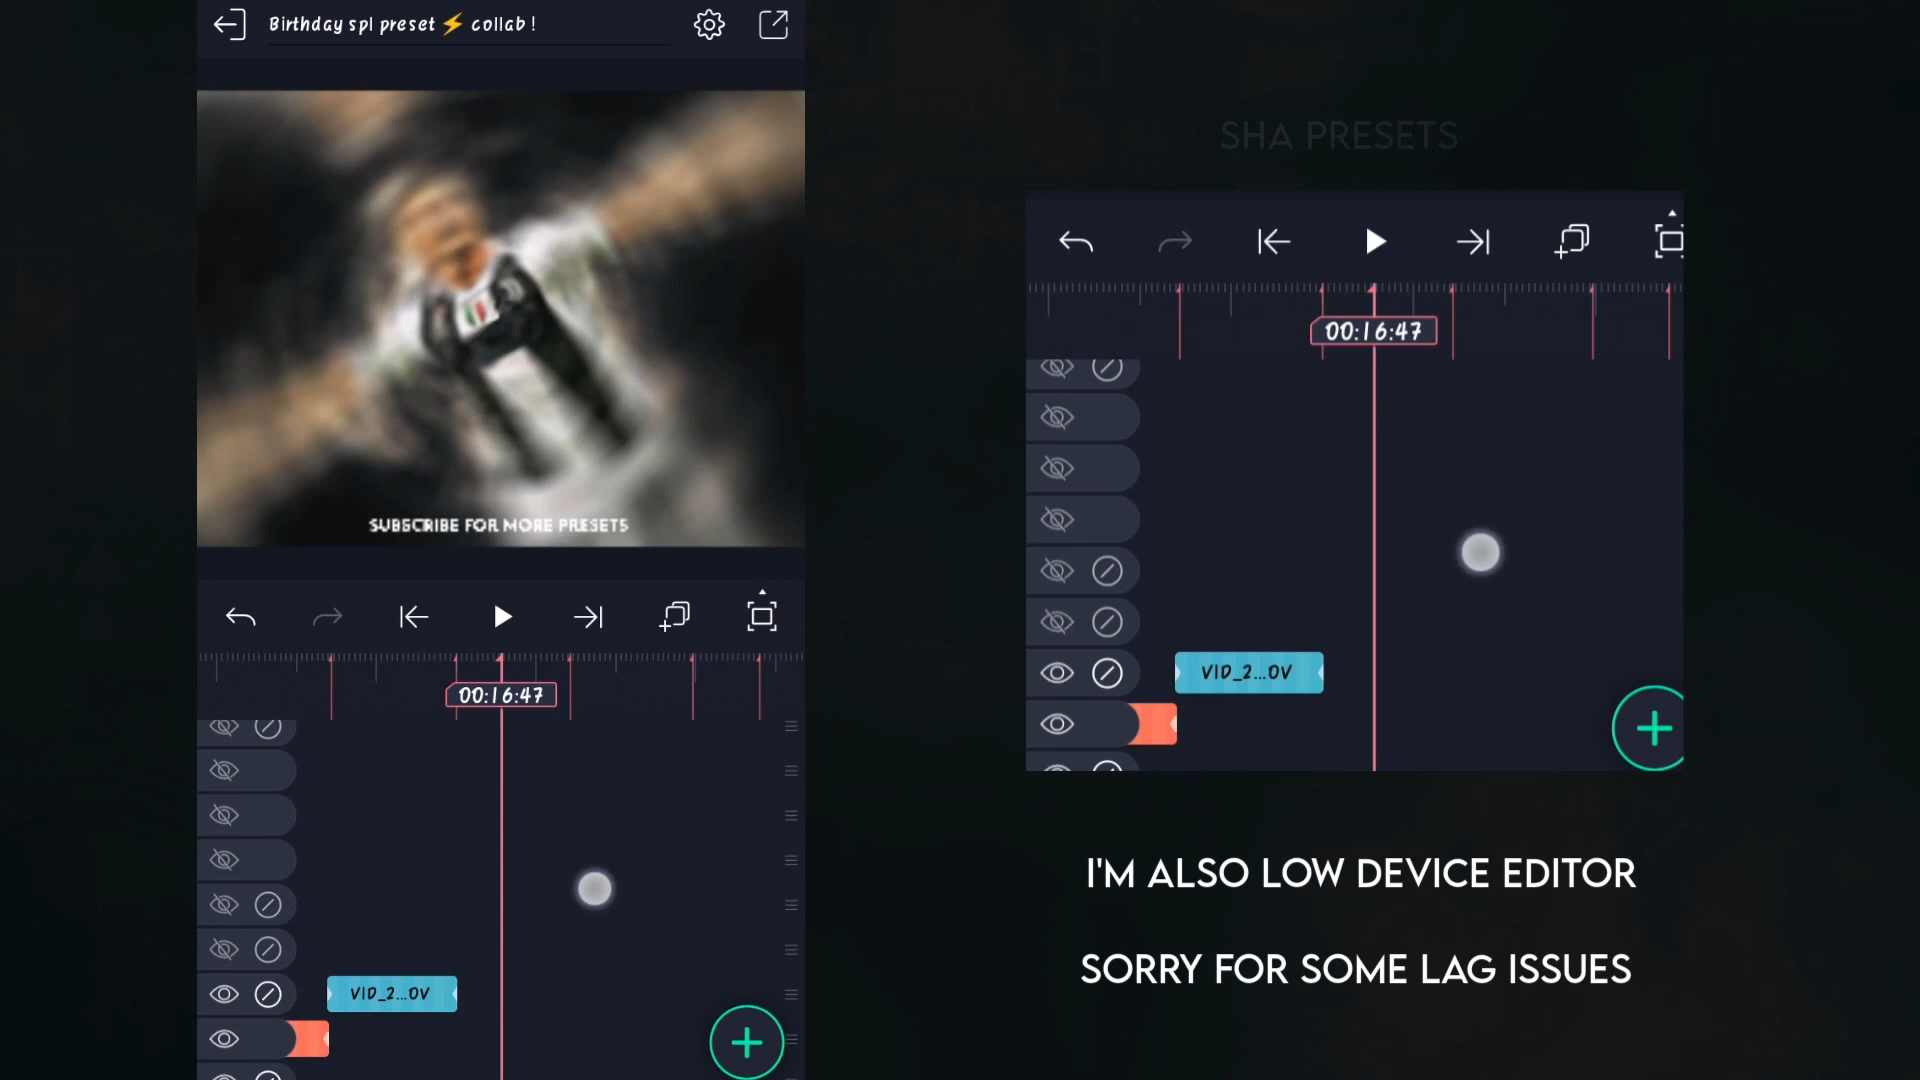 Birthday spl preset ⚡ collab !
SUBSCRIBE FOR MORE PRESETS
00:16:47
VID_2...OV
SHA PRESETS
00:16:47
VID_2...OV
I'M ALSO LOW DEVICE EDITOR
SORRY FOR SOME LAG ISSUES